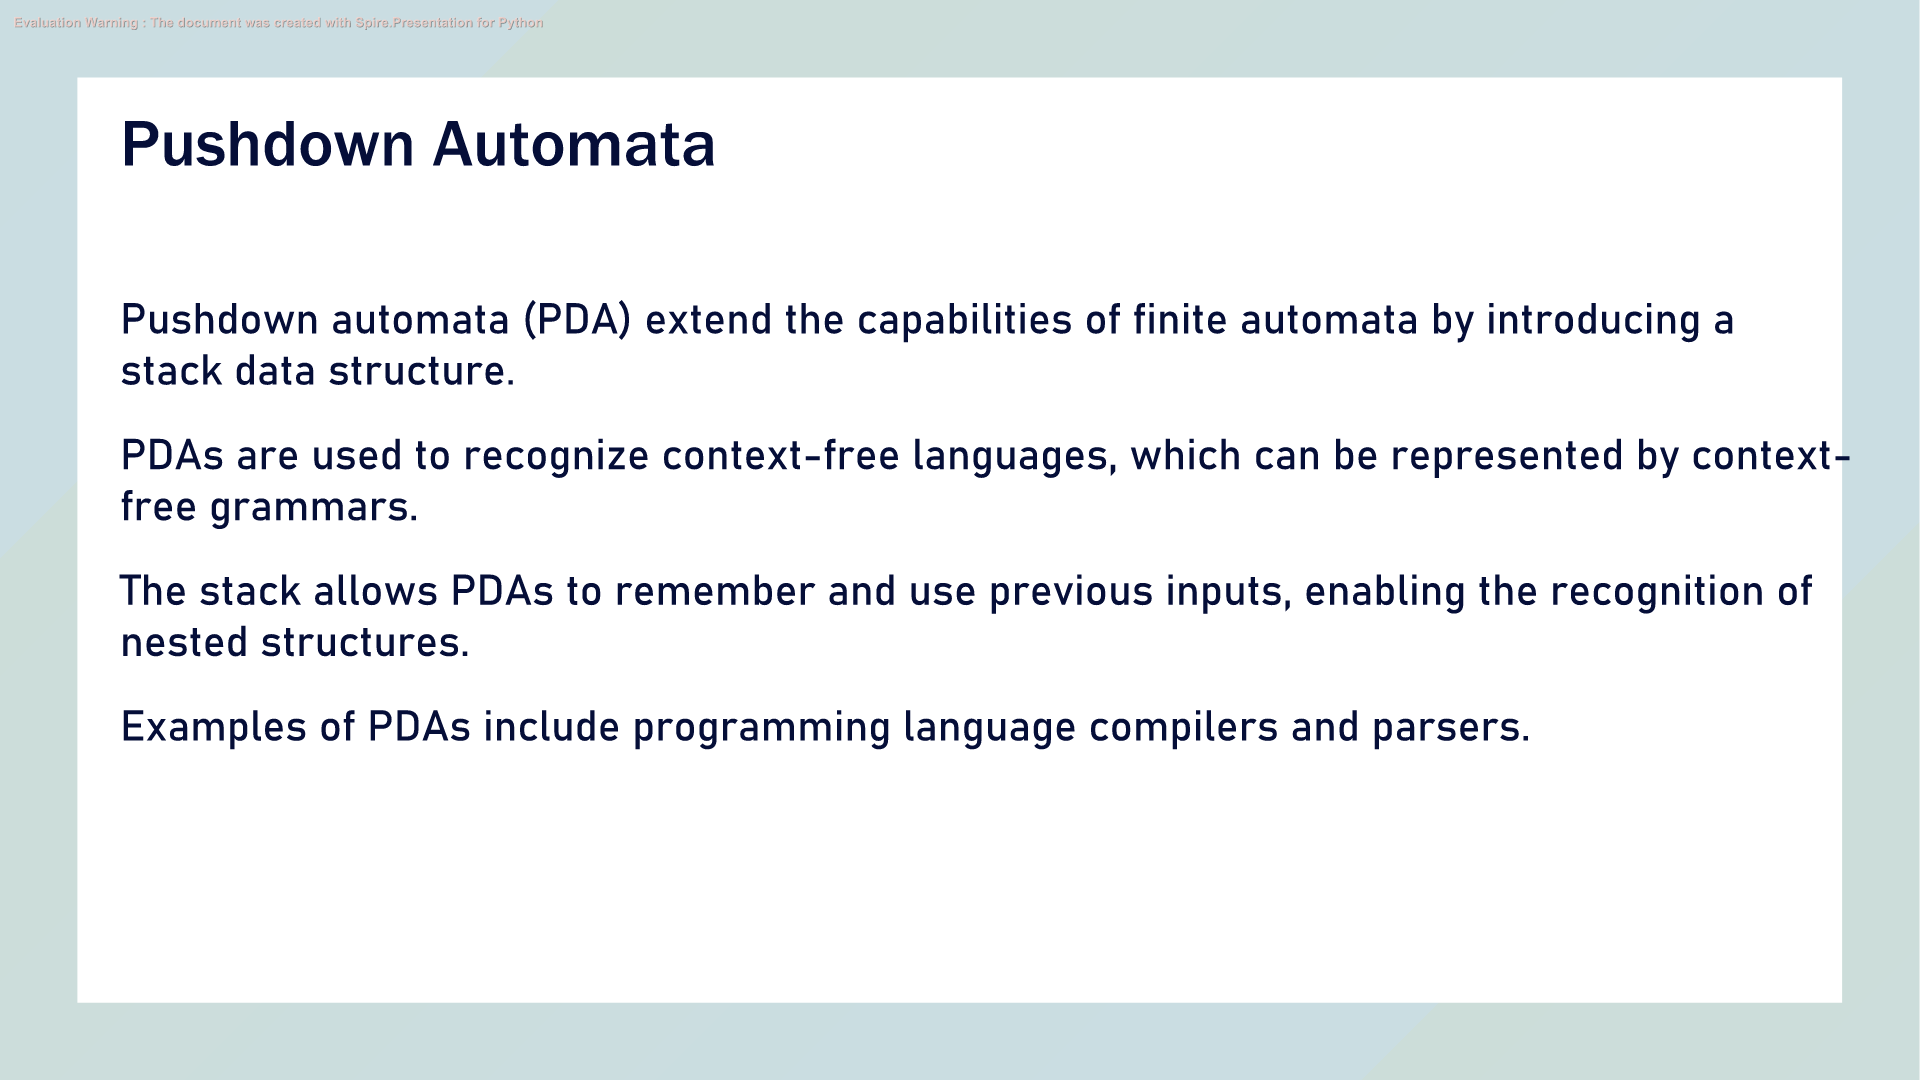 Evaluation Warning : The document was created with Spire.Presentation for Python
Pushdown Automata
Pushdown automata (PDA) extend the capabilities of finite automata by introducing a
stack data structure.
PDAs are used to recognize context-free languages, which can be represented by context-
free grammars.
The stack allows PDAs to remember and use previous inputs, enabling the recognition of
nested structures.
Examples of PDAs include programming language compilers and parsers.